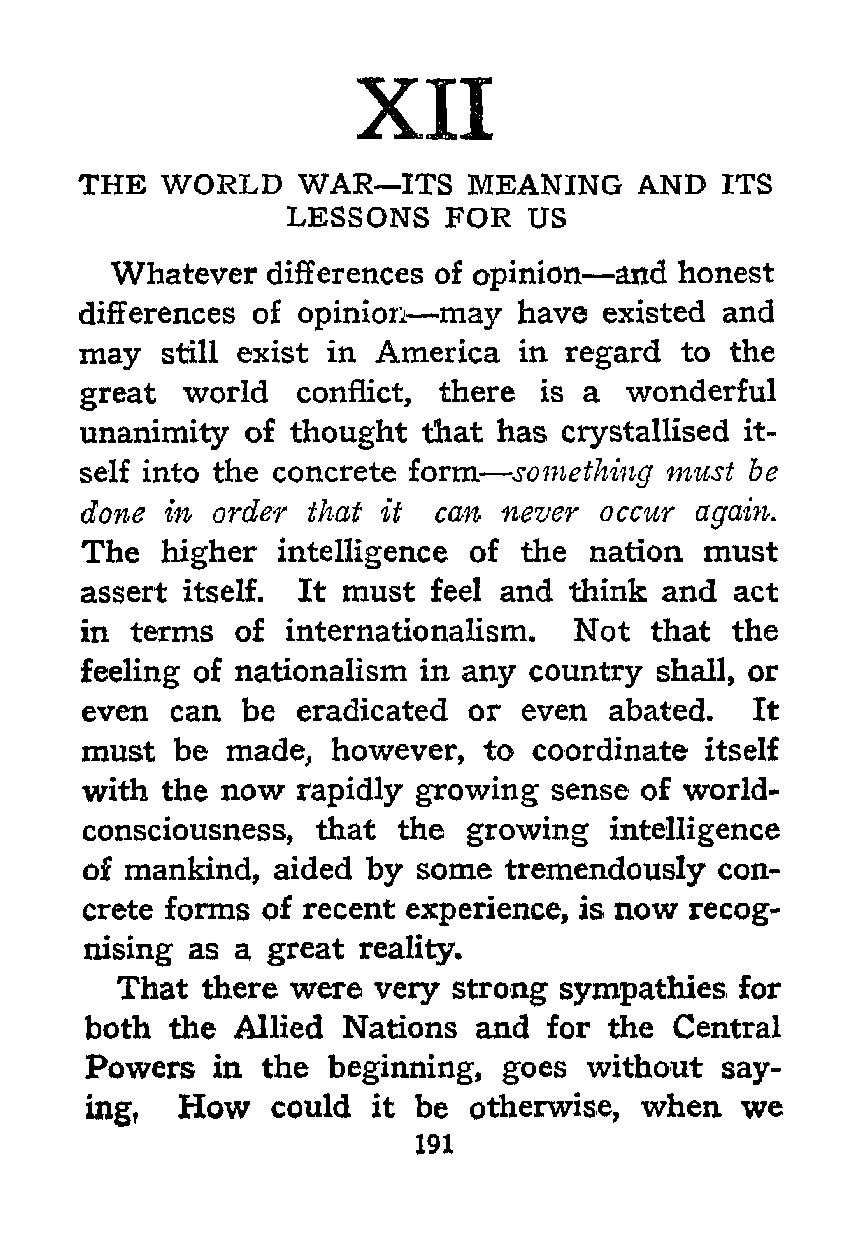 XII
THE WORLD WAR—ITS MEANING AND ITS
LESSONS FOR US
Whatever differences of opinion—and honest
differences of opinion—may have existed and
may still exist in America in regard to the
great world conflict, there is a wonderful
unanimity of thought that has crystallised it-
self into the concrete form—something must be
done in order that it can never occur again.
The higher intelligence of the nation must
assert itself. It must feel and think and act
in terms of internationalism. Not that the
feeling of nationalism in any country shall, or
even can be eradicated or even abated. It
must be made, however, to coordinate itself
with the now rapidly growing sense of world-
consciousness, that the growing intelligence
of mankind, aided by some tremendously con-
crete forms of recent experience, is now recog-
nising as a great reality.
That there were very strong sympathies for
both the Allied Nations and for the Central
Powers in the beginning, goes without say-
ing, How could it be otherwise, when we
191